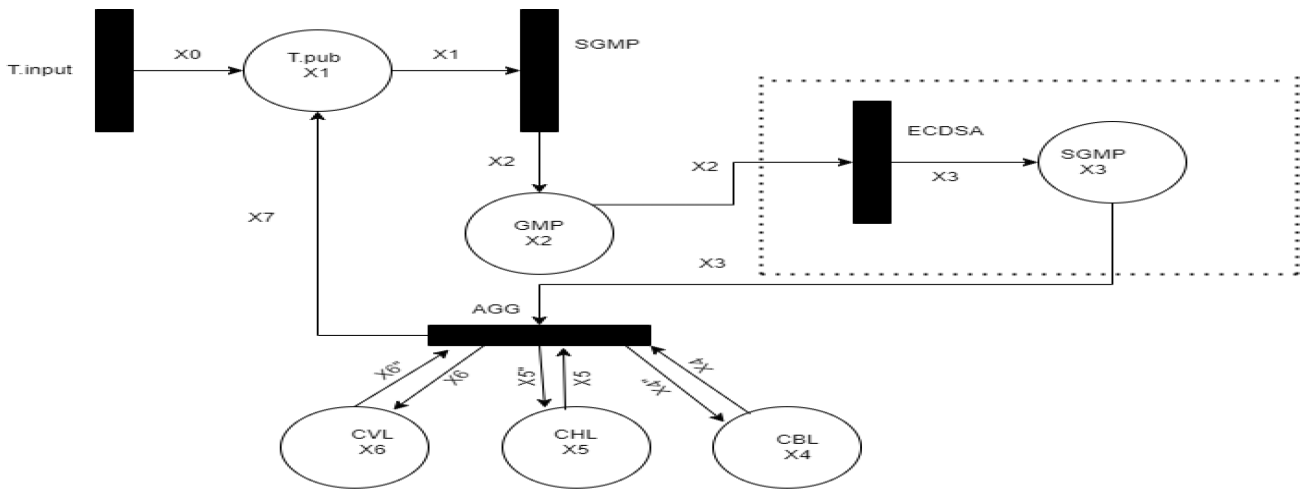 T.input
X0
T.pub
X1
X1
SGMP
X2
GMP
X2
X2
ECDSA
X3
SGMP
X3
X3
X7
AGG
X6"
X6
X5"
X5
X4"
X4
CVL
X6
CHL
X5
CBL
X4